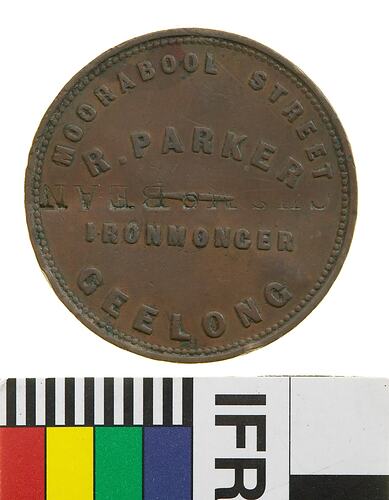 MOORABOOL STREET
R. PARKER
IRONMONGER
GEELONG
IFR